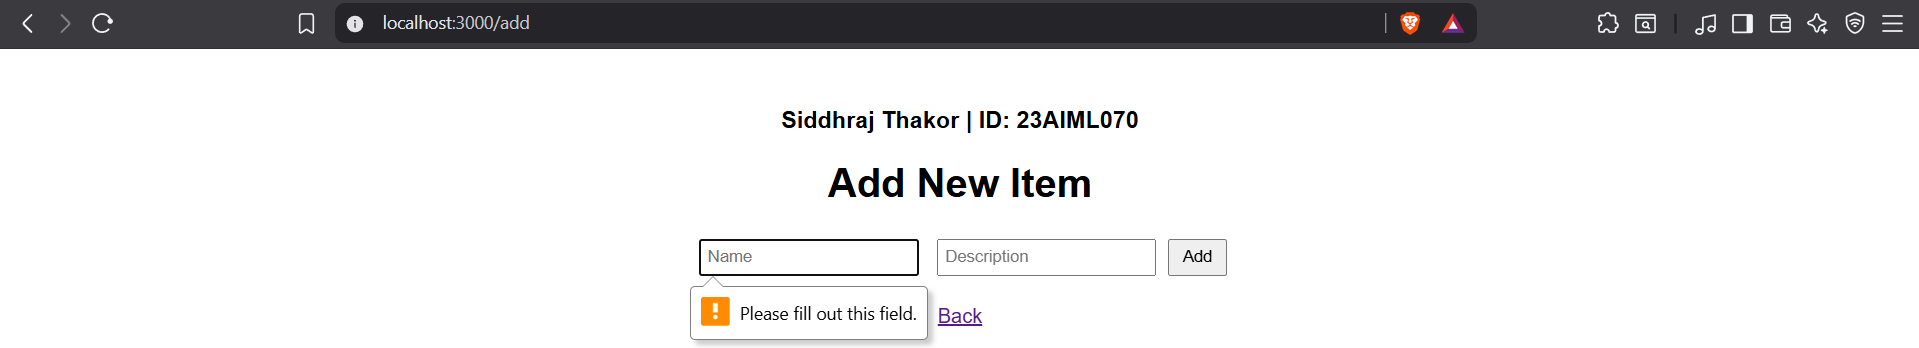 localhost:3000/add
Siddhraj Thakor | ID: 23AIML070
Add New Item
Name
Description
Add
Please fill out this field.
Back